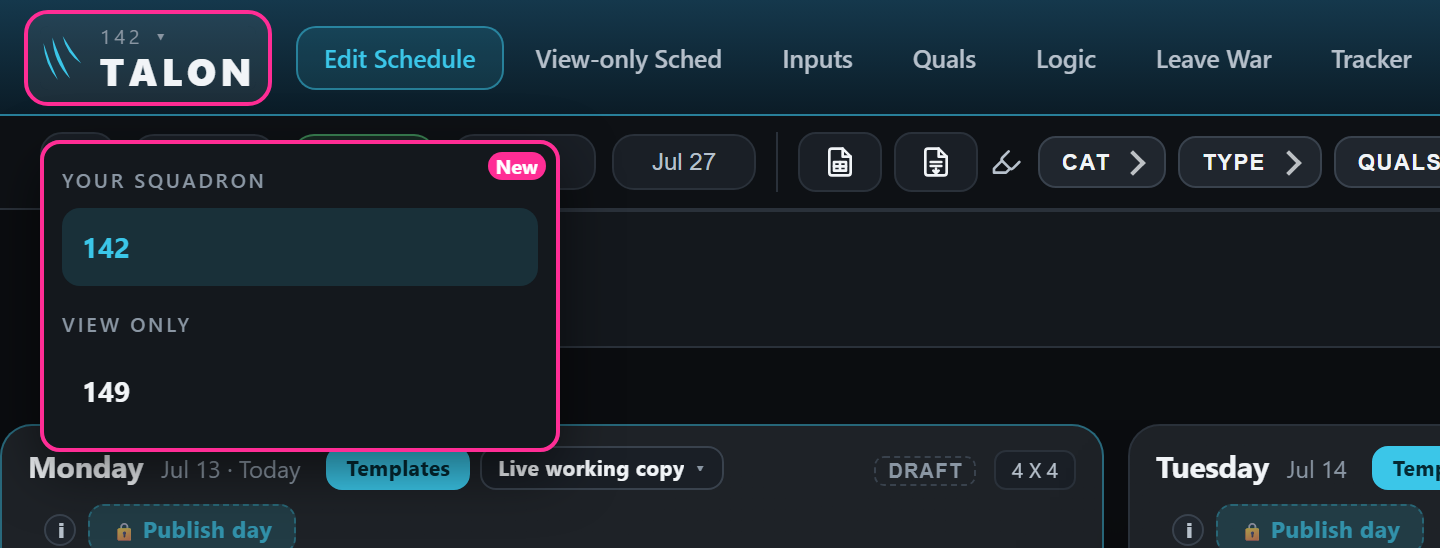 142 ▾
TALON
Edit Schedule
View-only Sched
Inputs
Quals
Logic
Leave War
Tracker
Jul 27
CAT
TYPE
QUALS
New
YOUR SQUADRON
142
VIEW ONLY
149
Monday Jul 13 · Today Templates Live working copy ▾ DRAFT 4 X 4
i Publish day
Tuesday Jul 14
i Publish day